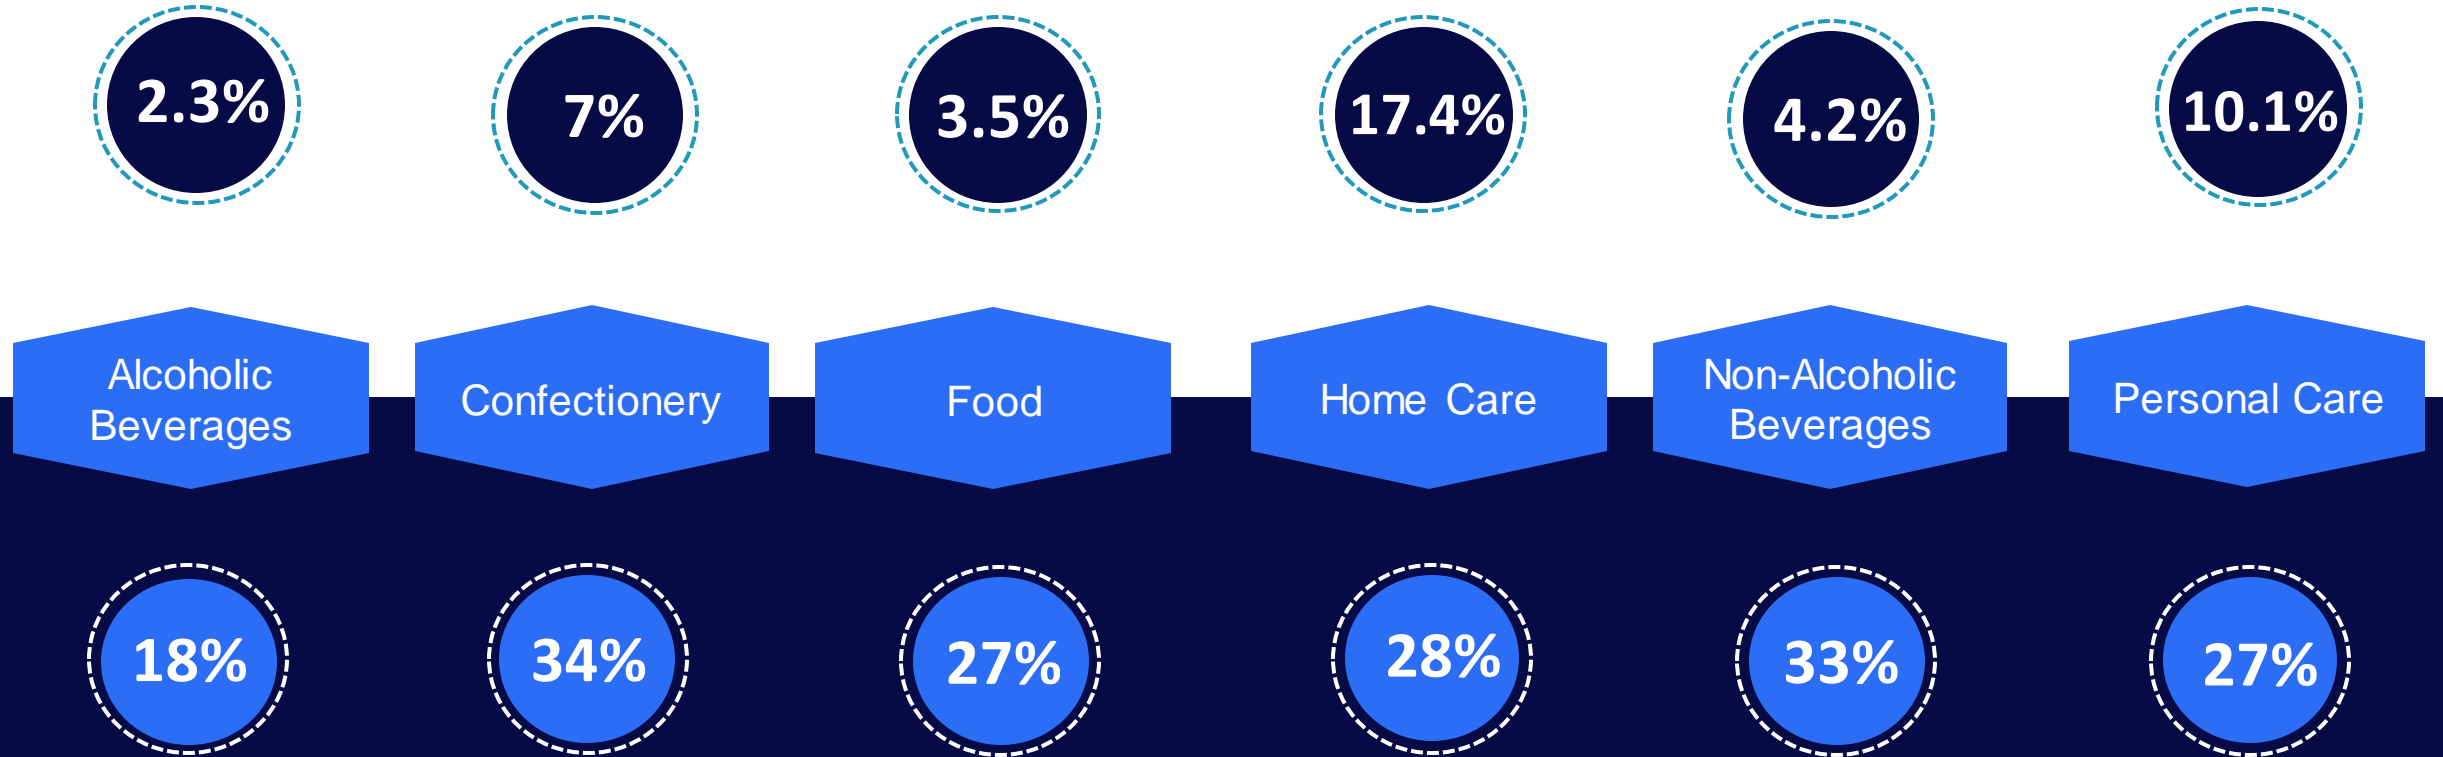 2.3%
7%
3.5%
17.4%
4.2%
10.1%
Alcoholic
Beverages
Confectionery
Food
Home Care
Non-Alcoholic
Beverages
Personal Care
18%
34%
27%
28%
33%
27%